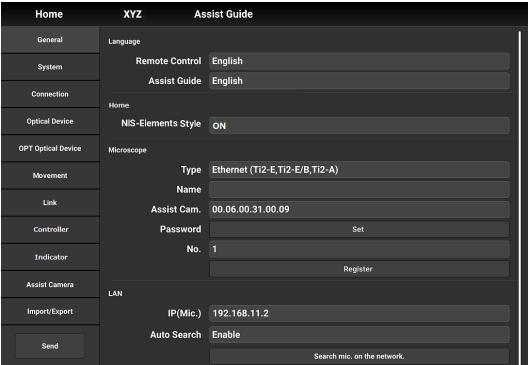 Home XYZ Assist Guide
General
System
Connection
Optical Device
OPT Optical Device
Movement
Link
Controller
Indicator
Assist Camera
Import/Export
Send
Language
Remote Control English
Assist Guide English
Home
NIS-Elements Style ON
Microscope
Type Ethernet (Ti2-E,Ti2-E/B,Ti2-A)
Name
Assist Cam. 00.06.00.31.00.09
Password Set
No. 1
Register
LAN
IP(Mic.) 192.168.11.2
Auto Search Enable
Search mic. on the network.